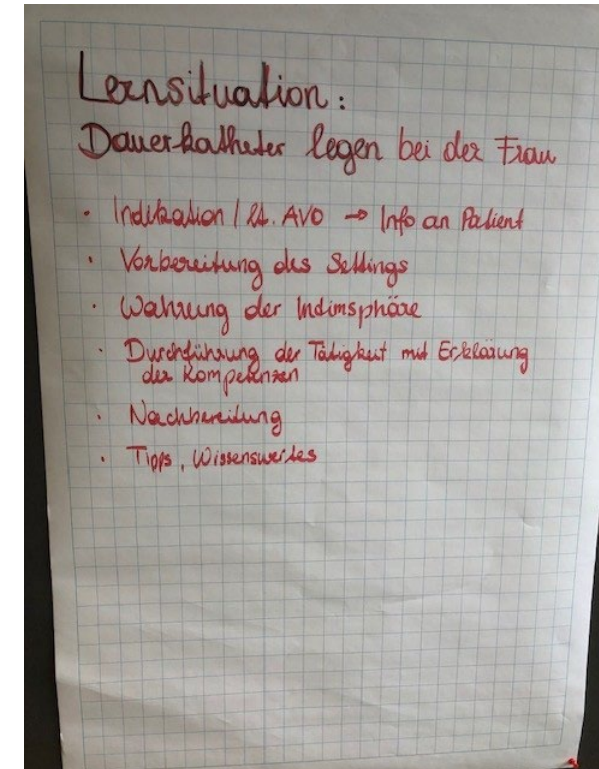 Lernsituation:
Dauerkatheter legen bei der Frau
· Indikation / lt. AVO → Info an Patient
· Vorbereitung des Settings
· Wahrung der Intimsphäre
· Durchführung der Tätigkeit mit Erklärung
der Kompetenzen
· Nachbereitung
· Tipps, Wissenswertes